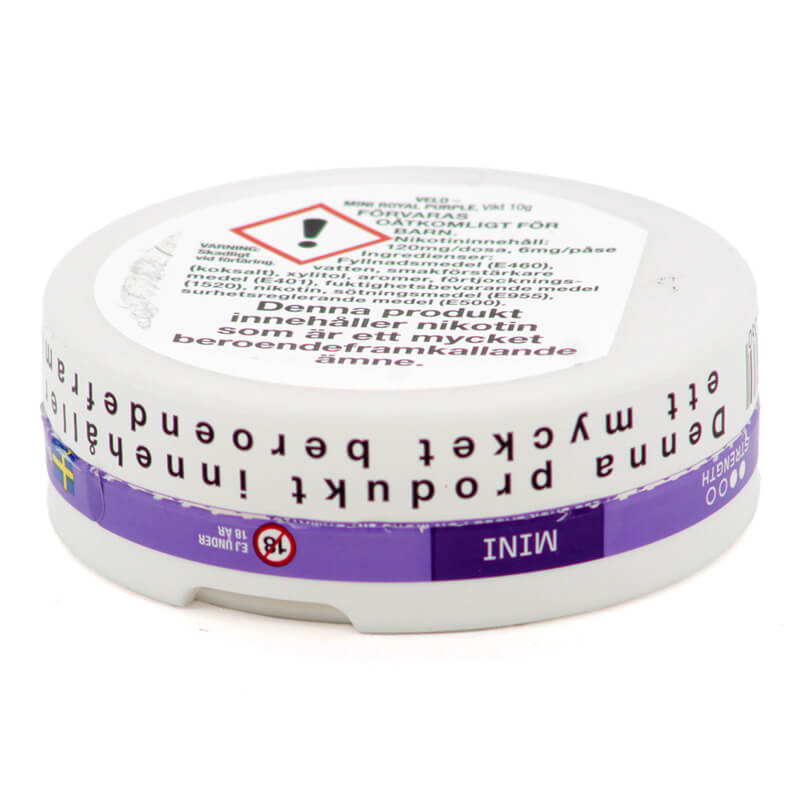 VELO –
MINI ROYAL PURPLE, Vikt 10g
FÖRVARAS
OÅTKOMLIGT FÖR
BARN.
Nikotininnehåll:
120mg/dosa, 6mg/påse
VARNING:
Skadligt
vid förtäring.
Ingredienser:
Fyllnadsmedel (E460),
vatten, smakförstärkare
(koksalt), xylitol, aromer, förtjocknings-
medel (E401), fuktighetsbevarande medel
(1520), nikotin, sötningsmedel (E955),
surhetsreglerande medel (E500).
Denna produkt
innehåller nikotin
som är ett mycket
beroendeframkallande
ämne.
Denna produkt innehåller
ett mycket beroendefram
STRENGTH
MINI
18
EJ UNDER
18 ÅR